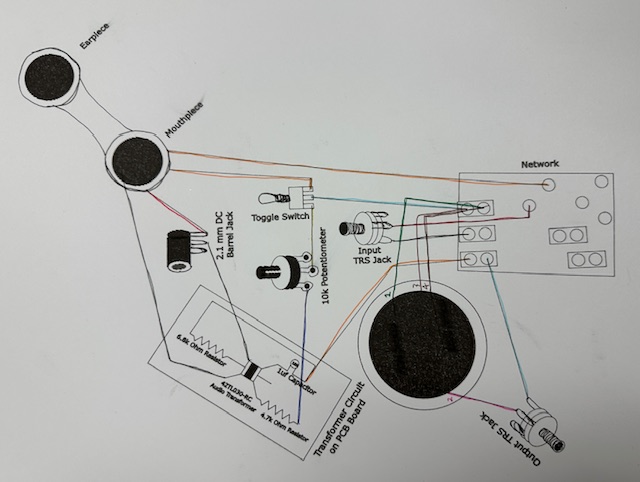 Earpiece
Mouthpiece
Network
Toggle Switch
2.1 mm DC
Barrel Jack
Input
TRS Jack
10k Potentiometer
6.8k Ohm Resistor
1uf Capacitor
42TL030-RC
Audio Transformer
4.7k Ohm Resistor
Transformer Circuit
on PCB Board
Output TRS Jack